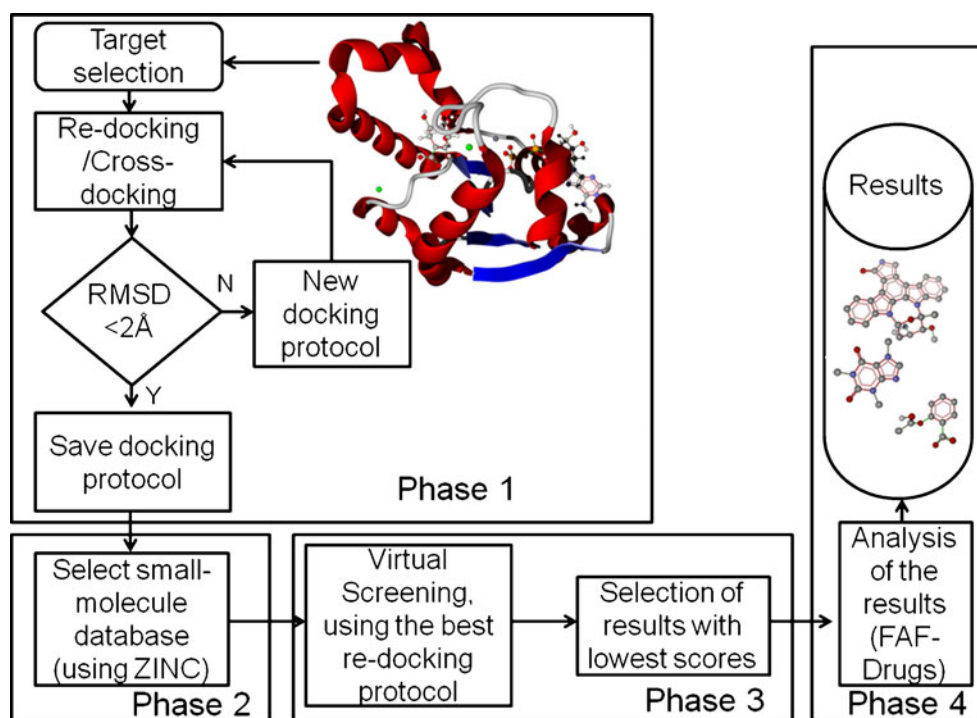 Target
selection
Re-docking
/Cross-
docking
RMSD
<2Å
N
New
docking
protocol
Y
Save docking
protocol
Phase 1
Select small-
molecule
database
(using ZINC)
Phase 2
Virtual
Screening,
using the best
re-docking
protocol
Selection of
results with
lowest scores
Phase 3
Results
Analysis
of the
results
(FAF-
Drugs)
Phase 4